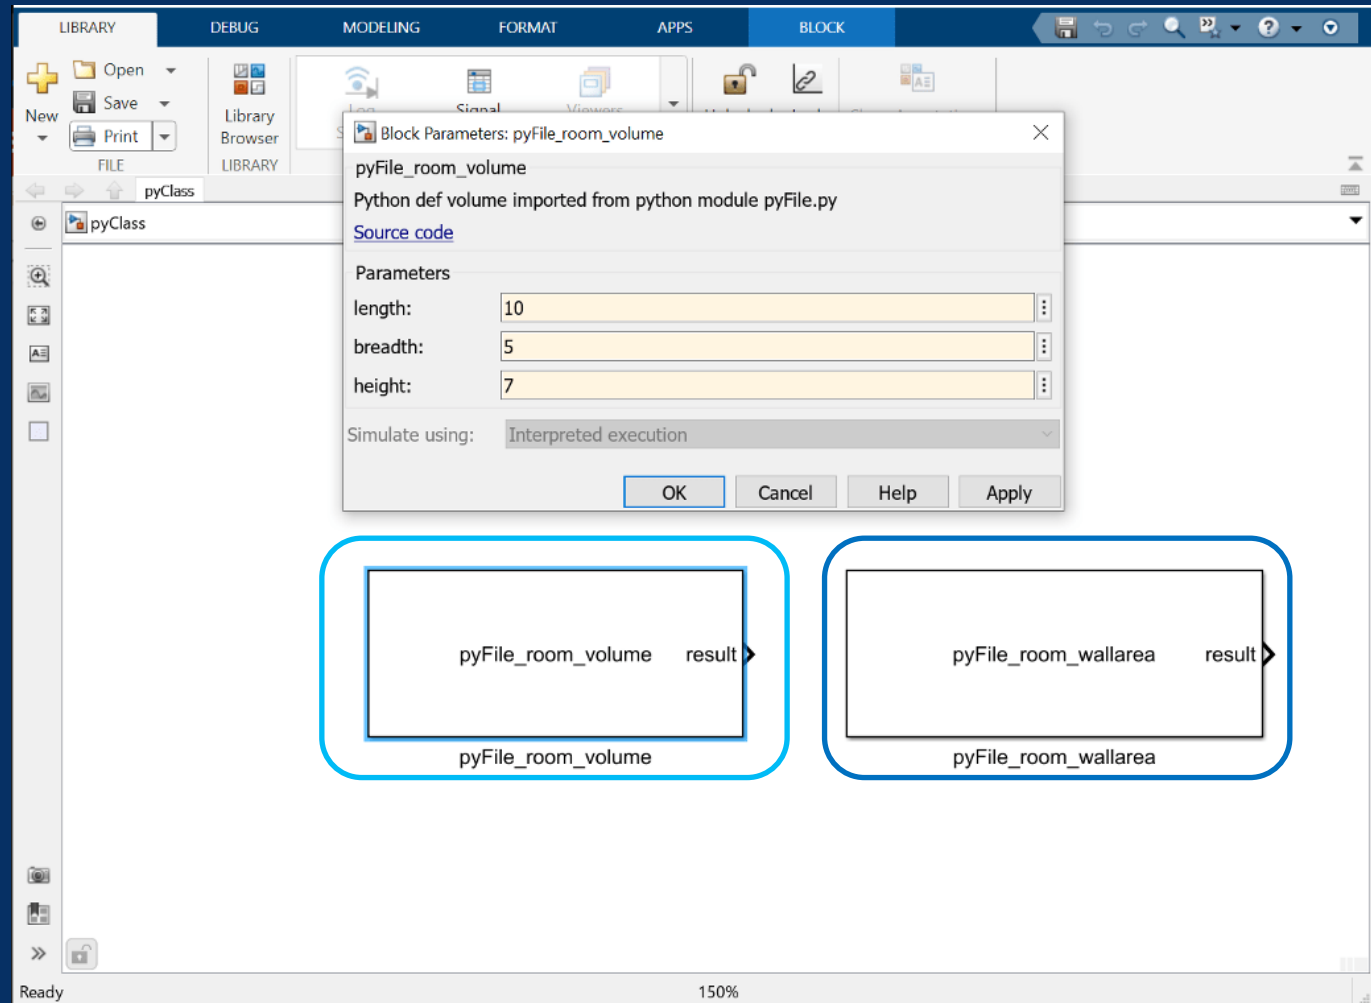 LIBRARY DEBUG MODELING FORMAT APPS BLOCK
New
Open
Save
Print
FILE
Library
Browser
LIBRARY
Signal
Viewers
pyClass
pyClass
Block Parameters: pyFile_room_volume
pyFile_room_volume
Python def volume imported from python module pyFile.py
Source code
Parameters
length: 10
breadth: 5
height: 7
Simulate using: Interpreted execution
OK Cancel Help Apply
pyFile_room_volume result
pyFile_room_volume
pyFile_room_wallarea result
pyFile_room_wallarea
Ready 150%